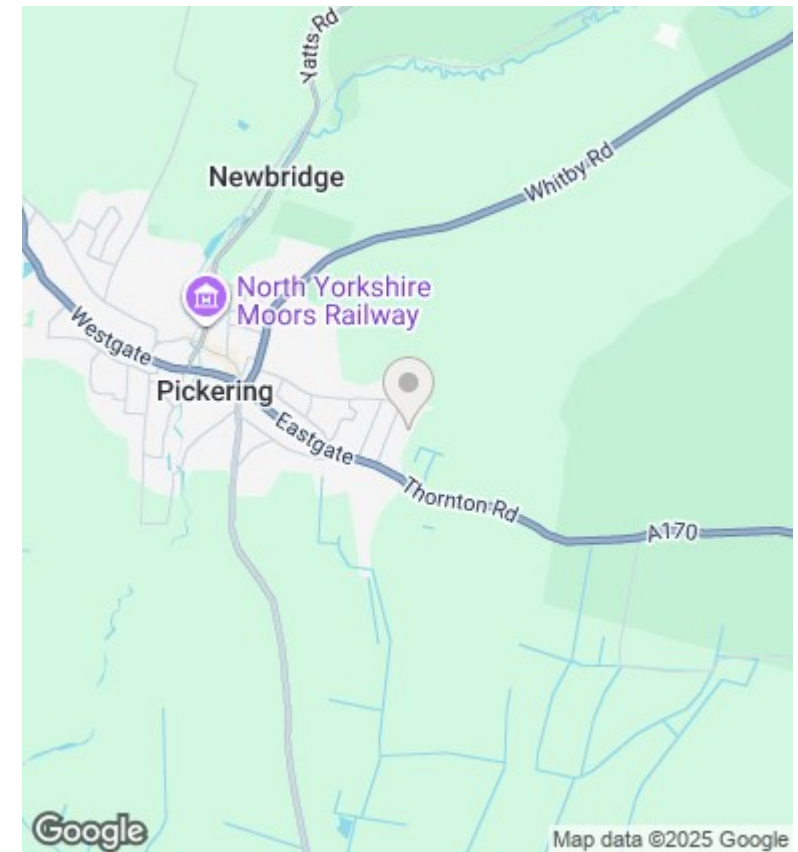 Yatts Rd
Newbridge
Whitby Rd
North Yorkshire
Moors Railway
Westgate
Pickering
Eastgate
Thornton Rd
A170
Google
Map data ©2025 Google